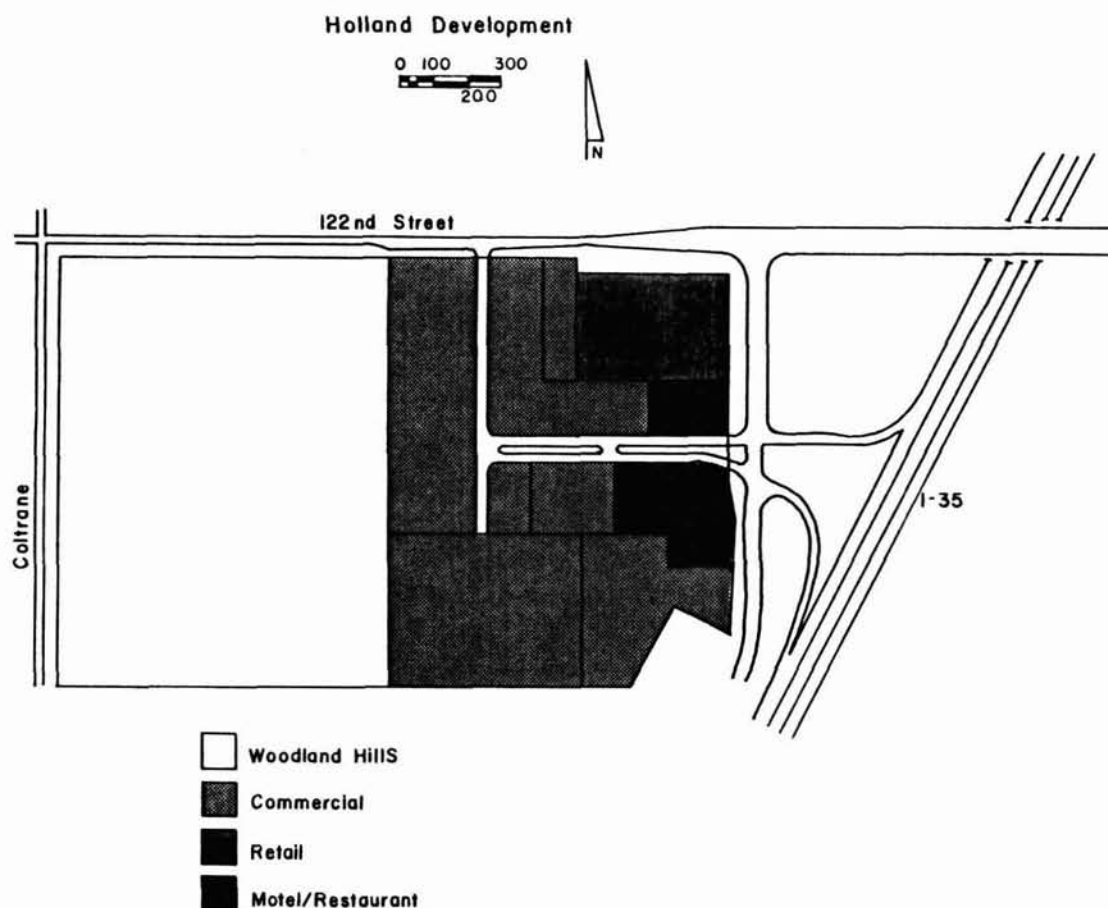 Holland Development
0 100 300
200
N
122nd Street
Coltrane
I-35
Woodland HillS
Commercial
Retail
Motel/Restaurant